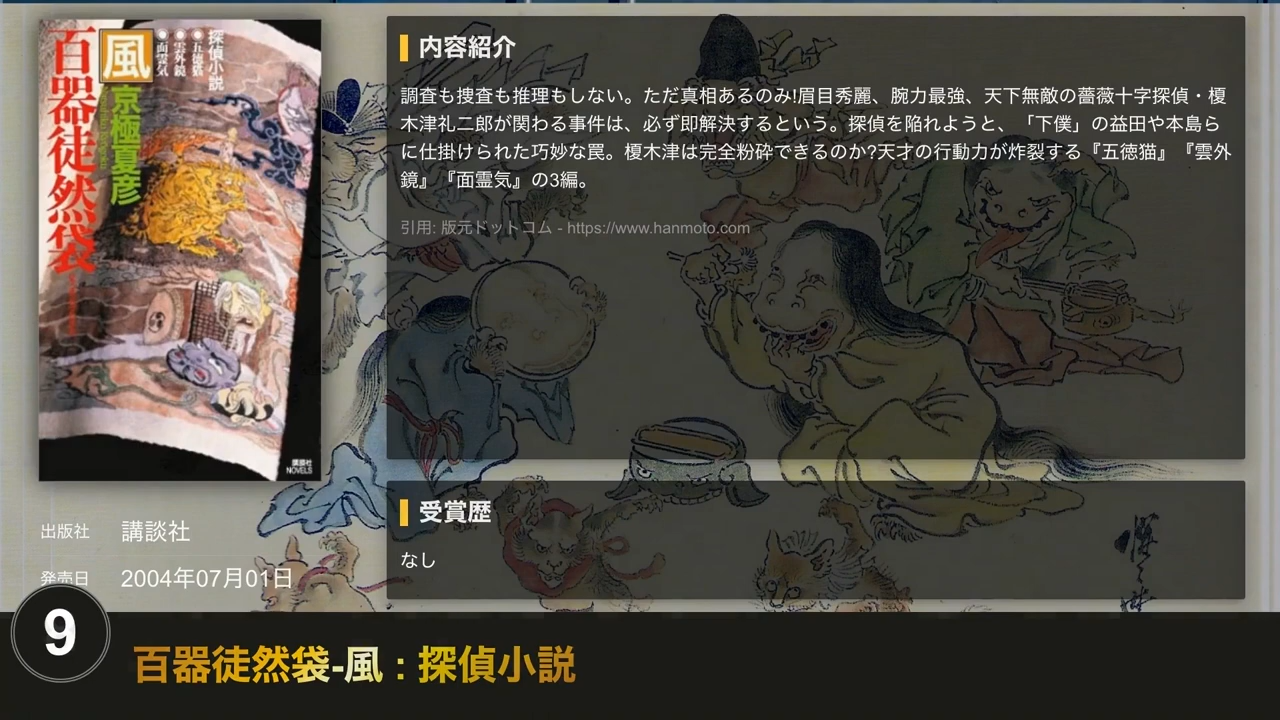 探偵小説
●五徳猫
●雲外鏡
●面霊気
風
百器徒然袋
京極夏彦
講談社
NOVELS
内容紹介
調査も捜査も推理もしない。ただ真相あるのみ!眉目秀麗、腕力最強、天下無敵の薔薇十字探偵・榎
木津礼二郎が関わる事件は、必ず即解決するという。探偵を陥れようと、「下僕」の益田や本島ら
に仕掛けられた巧妙な罠。榎木津は完全粉砕できるのか?天才の行動力が炸裂する『五徳猫』『雲外
鏡』『面霊気』の3編。
引用: 版元ドットコム - https://www.hanmoto.com
受賞歴
なし
出版社 講談社
発売日 2004年07月01日
9
百器徒然袋-風 : 探偵小説